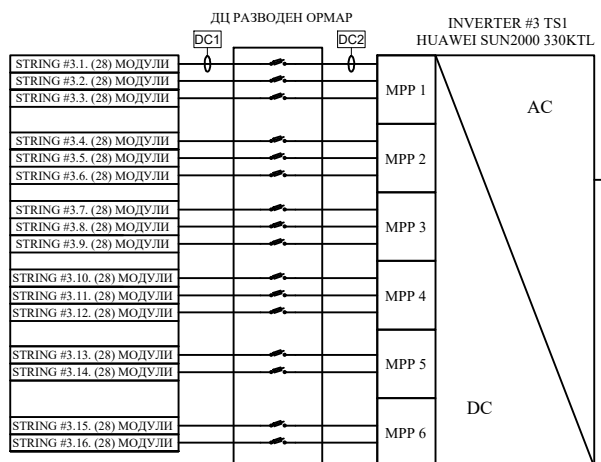 ДЦ РАЗВОДЕН ОРМАР
INVERTER #3 TS1
HUAWEI SUN2000 330KTL
DC1
DC2
STRING #3.1. (28) МОДУЛИ
STRING #3.2. (28) МОДУЛИ
STRING #3.3. (28) МОДУЛИ
MPP 1
AC
STRING #3.4. (28) МОДУЛИ
STRING #3.5. (28) МОДУЛИ
STRING #3.6. (28) МОДУЛИ
MPP 2
STRING #3.7. (28) МОДУЛИ
STRING #3.8. (28) МОДУЛИ
STRING #3.9. (28) МОДУЛИ
MPP 3
STRING #3.10. (28) МОДУЛИ
STRING #3.11. (28) МОДУЛИ
STRING #3.12. (28) МОДУЛИ
MPP 4
STRING #3.13. (28) МОДУЛИ
STRING #3.14. (28) МОДУЛИ
MPP 5
DC
STRING #3.15. (28) МОДУЛИ
STRING #3.16. (28) МОДУЛИ
MPP 6